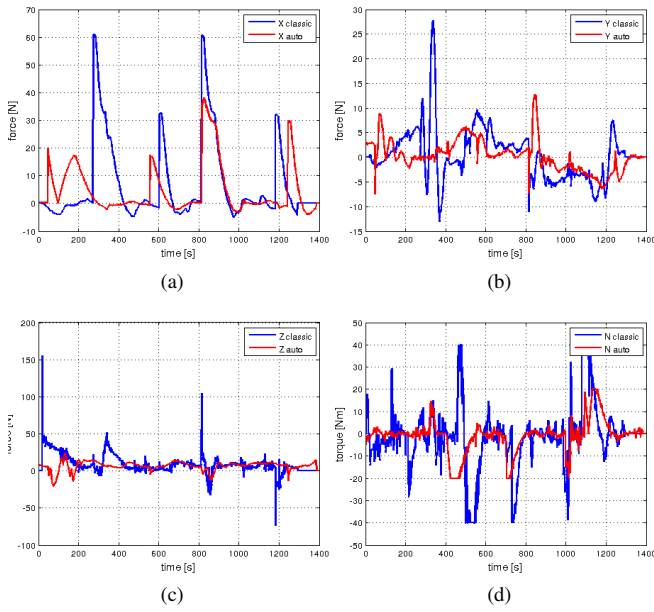 70
60
50
40
30
20
10
0
-10
force [N]
X classic
X auto
0 200 400 600 800 1000 1200 1400
time [s]
(a)
30
25
20
15
10
5
0
-5
-10
-15
force [N]
Y classic
Y auto
0 200 400 600 800 1000 1200 1400
time [s]
(b)
200
150
100
50
0
-50
-100
force [N]
Z classic
Z auto
0 200 400 600 800 1000 1200 1400
time [s]
(c)
50
40
30
20
10
0
-10
-20
-30
-40
-50
torque [Nm]
N classic
N auto
0 200 400 600 800 1000 1200 1400
time [s]
(d)